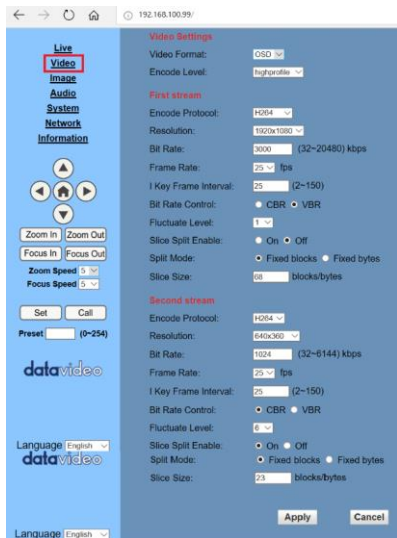 192.168.100.99/
Live
Video
Image
Audio
System
Network
Information
Zoom In Zoom Out
Focus In Focus Out
Zoom Speed 5
Focus Speed 5
Set Call
Preset (0~254)
datavideo
Language English
datavideo
Language English
Video Settings
Video Format: OSD
Encode Level: highprofile
First stream
Encode Protocol: H264
Resolution: 1920x1080
Bit Rate: 3000 (32~20480) kbps
Frame Rate: 25 fps
I Key Frame Interval: 25 (2~150)
Bit Rate Control: CBR VBR
Fluctuate Level: 1
Slice Split Enable: On Off
Split Mode: Fixed blocks Fixed bytes
Slice Size: 68 blocks/bytes
Second stream
Encode Protocol: H264
Resolution: 640x360
Bit Rate: 1024 (32~6144) kbps
Frame Rate: 25 fps
I Key Frame Interval: 25 (2~150)
Bit Rate Control: CBR VBR
Fluctuate Level: 6
Slice Split Enable: On Off
Split Mode: Fixed blocks Fixed bytes
Slice Size: 23 blocks/bytes
Apply Cancel